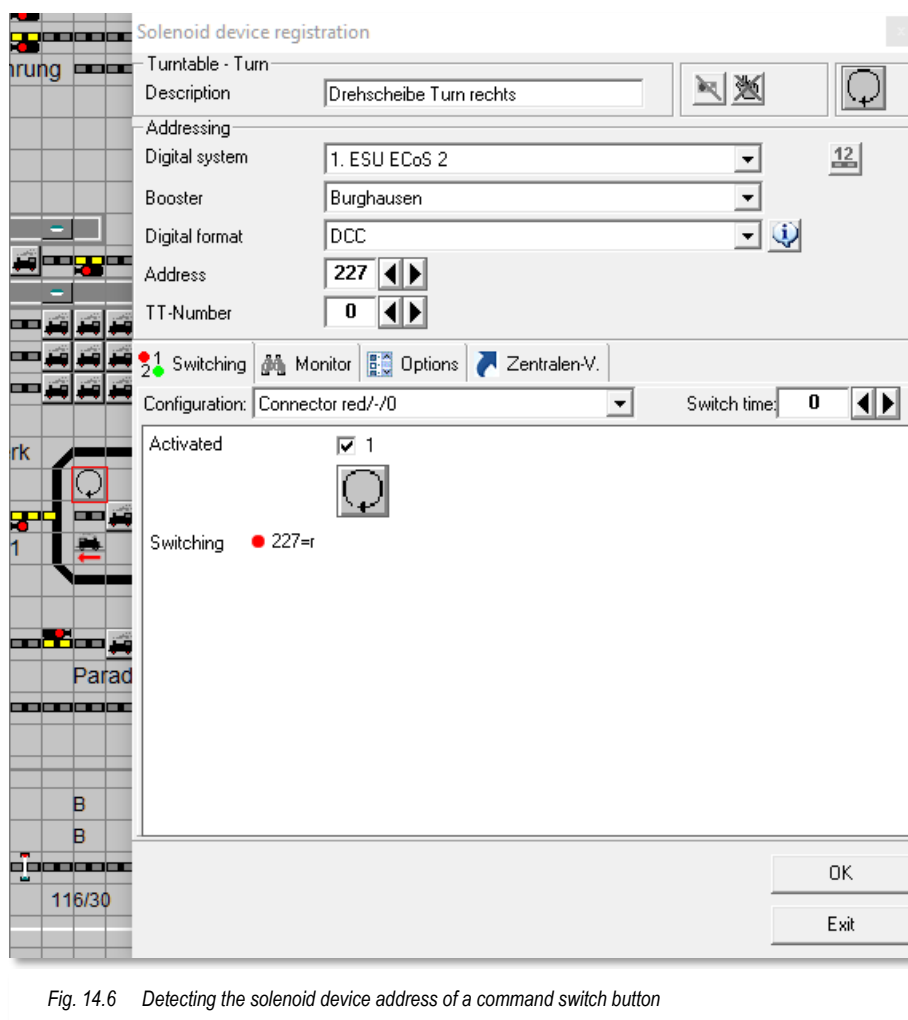 Solenoid device registration
Turntable - Turn
hrung
Description
Drehscheibe Turn rechts
Addressing
Digital system
1. ESU ECoS 2
12
Booster
Burghausen
Digital format
DCC
Address
227
TT-Number
0
1
2
Switching
Monitor
Options
Zentralen-V.
Configuration:
Connector red/-/0
Switch time:
0
Activated
1
rk
Switching
227=r
1
Parad
B
B
OK
116/30
Exit
Fig. 14.6 Detecting the solenoid device address of a command switch button